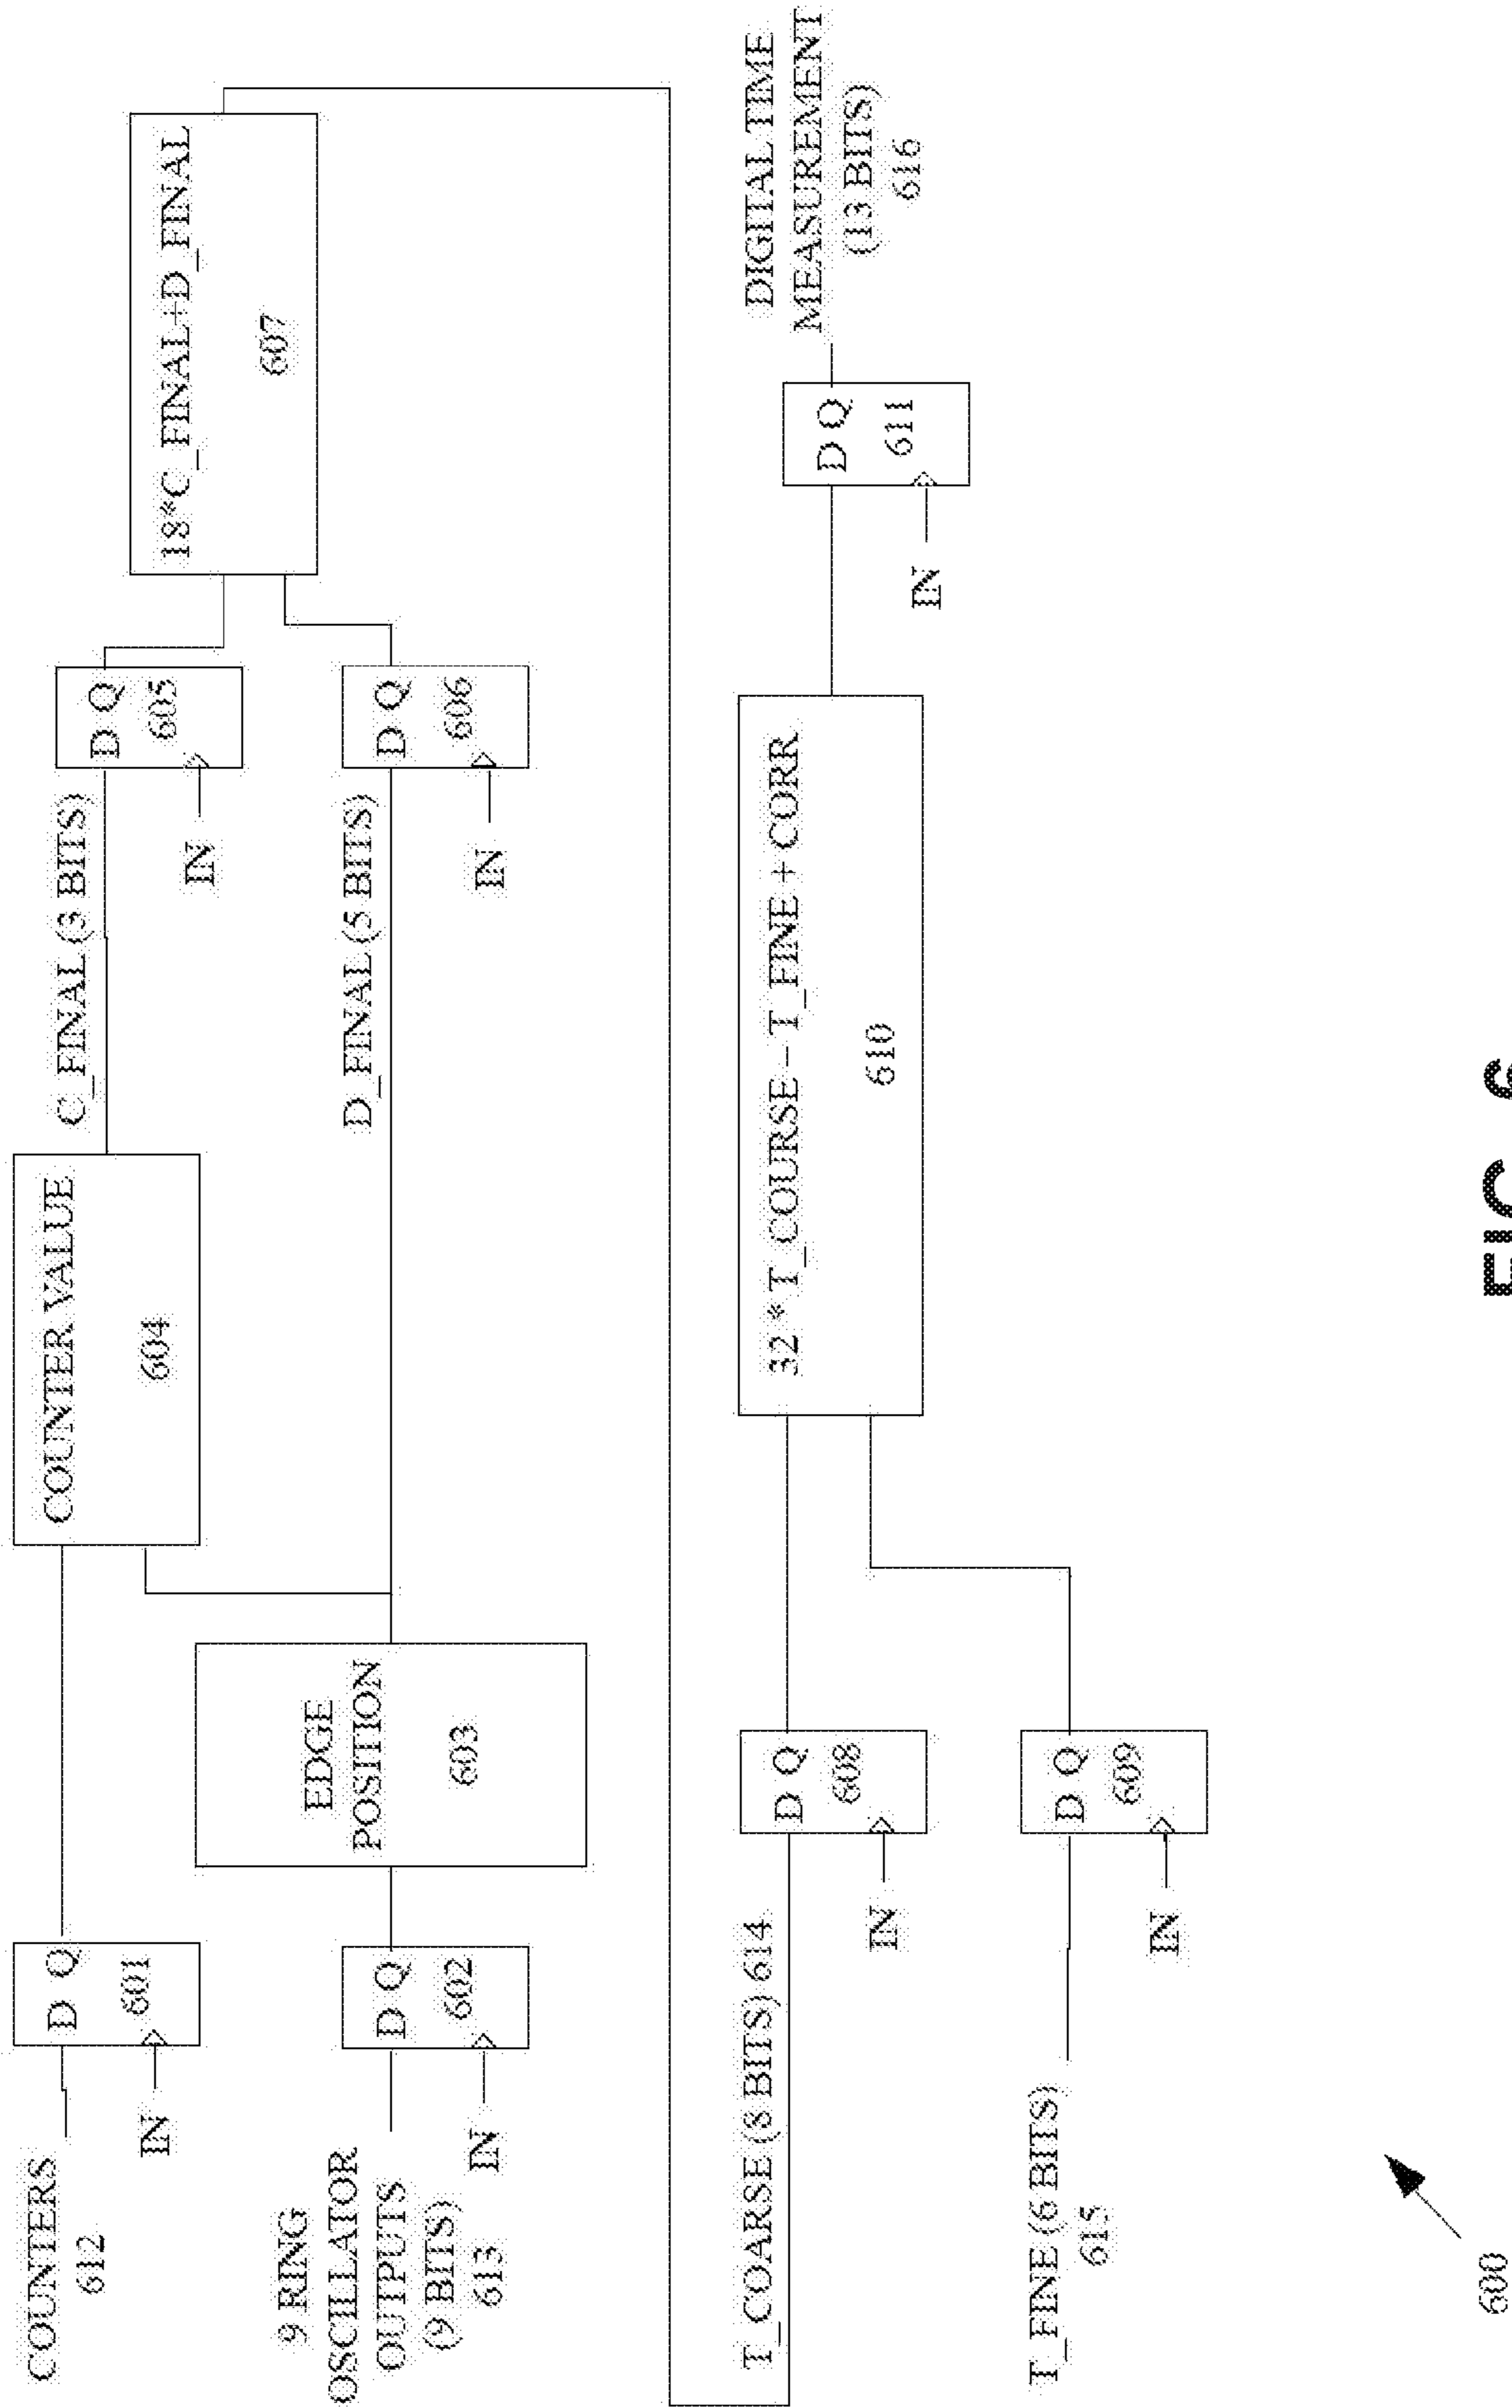 COUNTERS
612
D Q
601
IN
COUNTER VALUE
604
C_FINAL (3 BITS)
D Q
605
IN
9 RING
OSCILLATOR
OUTPUTS
(9 BITS)
613
D Q
602
IN
EDGE
POSITION
603
D_FINAL (5 BITS)
D Q
606
IN
18*C_FINAL+D_FINAL
607
T_COARSE (8 BITS) 614
D Q
608
IN
T_FINE (6 BITS)
615
D Q
609
IN
32 * T_COURSE – T_FINE + CORR
610
D Q
611
IN
DIGITAL TIME
MEASUREMENT
(13 BITS)
616
600